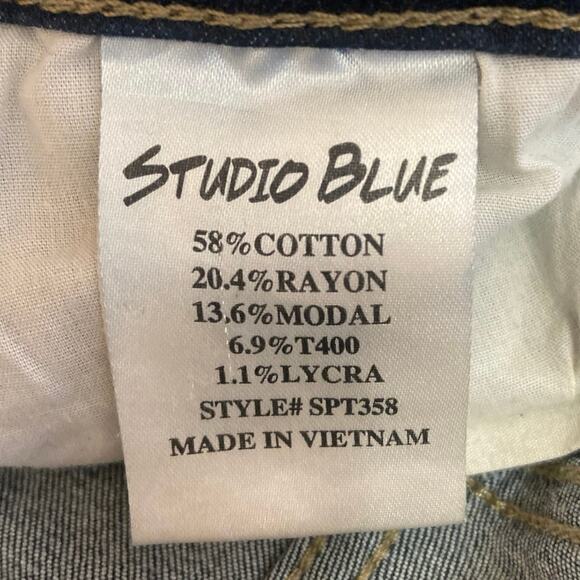 STUDIO BLUE
58%COTTON
20.4%RAYON
13.6%MODAL
6.9%T400
1.1%LYCRA
STYLE# SPT358
MADE IN VIETNAM